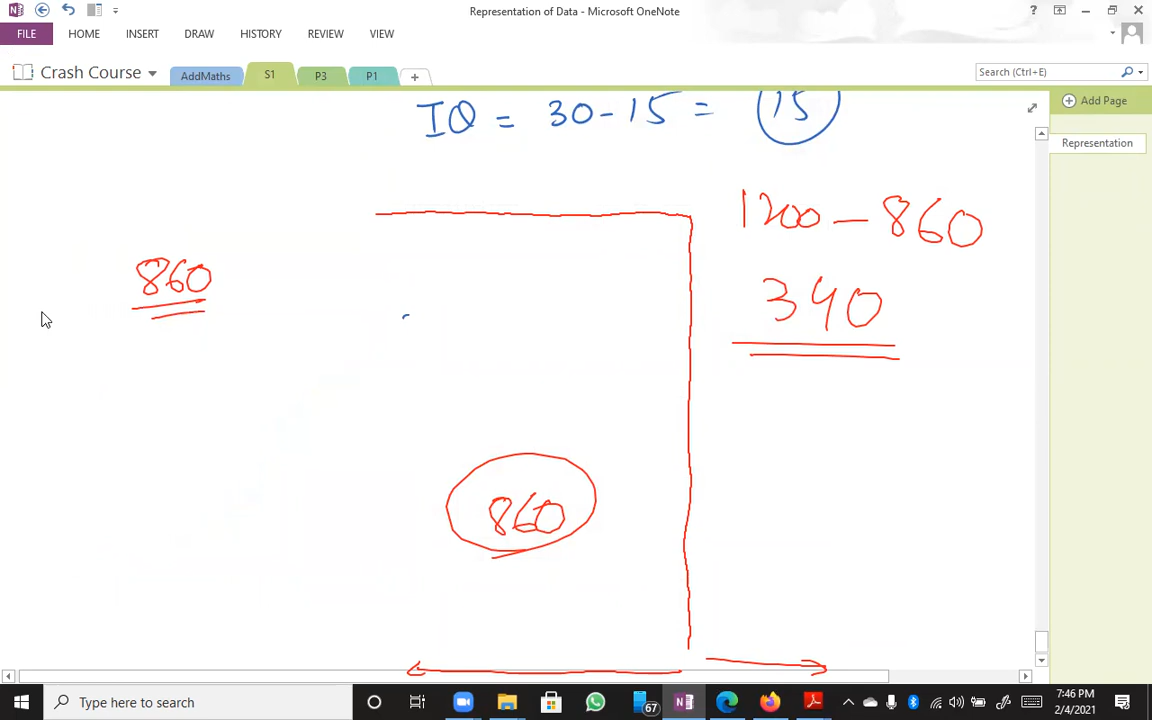 Representation of Data - Microsoft OneNote
FILE HOME INSERT DRAW HISTORY REVIEW VIEW
Crash Course AddMaths S1 P3 P1
Search (Ctrl+E)
Add Page
Representation
IQ = 30-15 = 15
1200 - 860
860
340
860
Type here to search
67
7:46 PM
2/4/2021